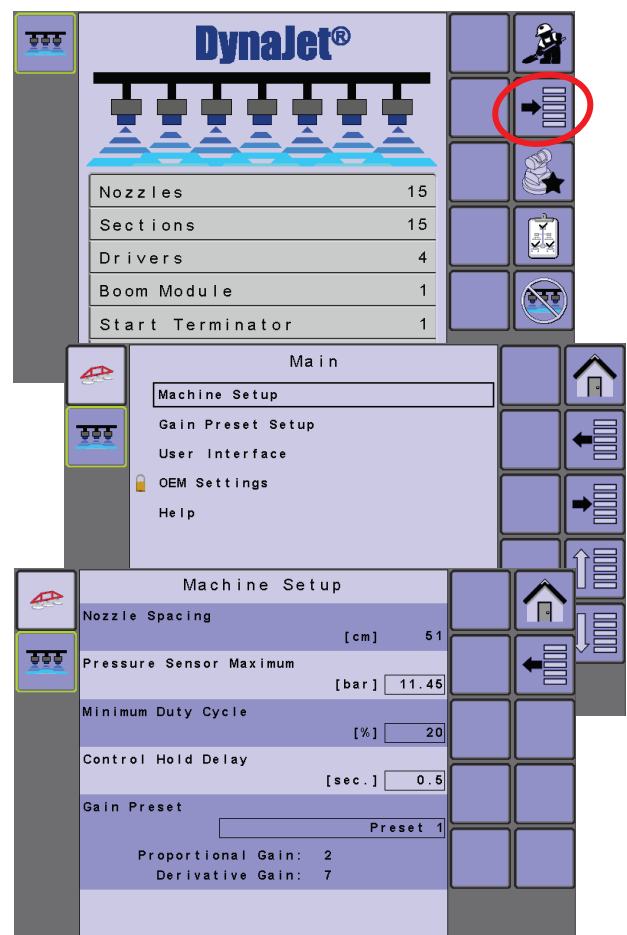 DynaJet®
Nozzles 15
Sections 15
Drivers 4
Boom Module 1
Start Terminator 1
Main
Machine Setup
Gain Preset Setup
User Interface
OEM Settings
Help
Machine Setup
Nozzle Spacing
[cm] 51
Pressure Sensor Maximum
[bar] 11.45
Minimum Duty Cycle
[%] 20
Control Hold Delay
[sec.] 0.5
Gain Preset
Preset 1
Proportional Gain: 2
Derivative Gain: 7